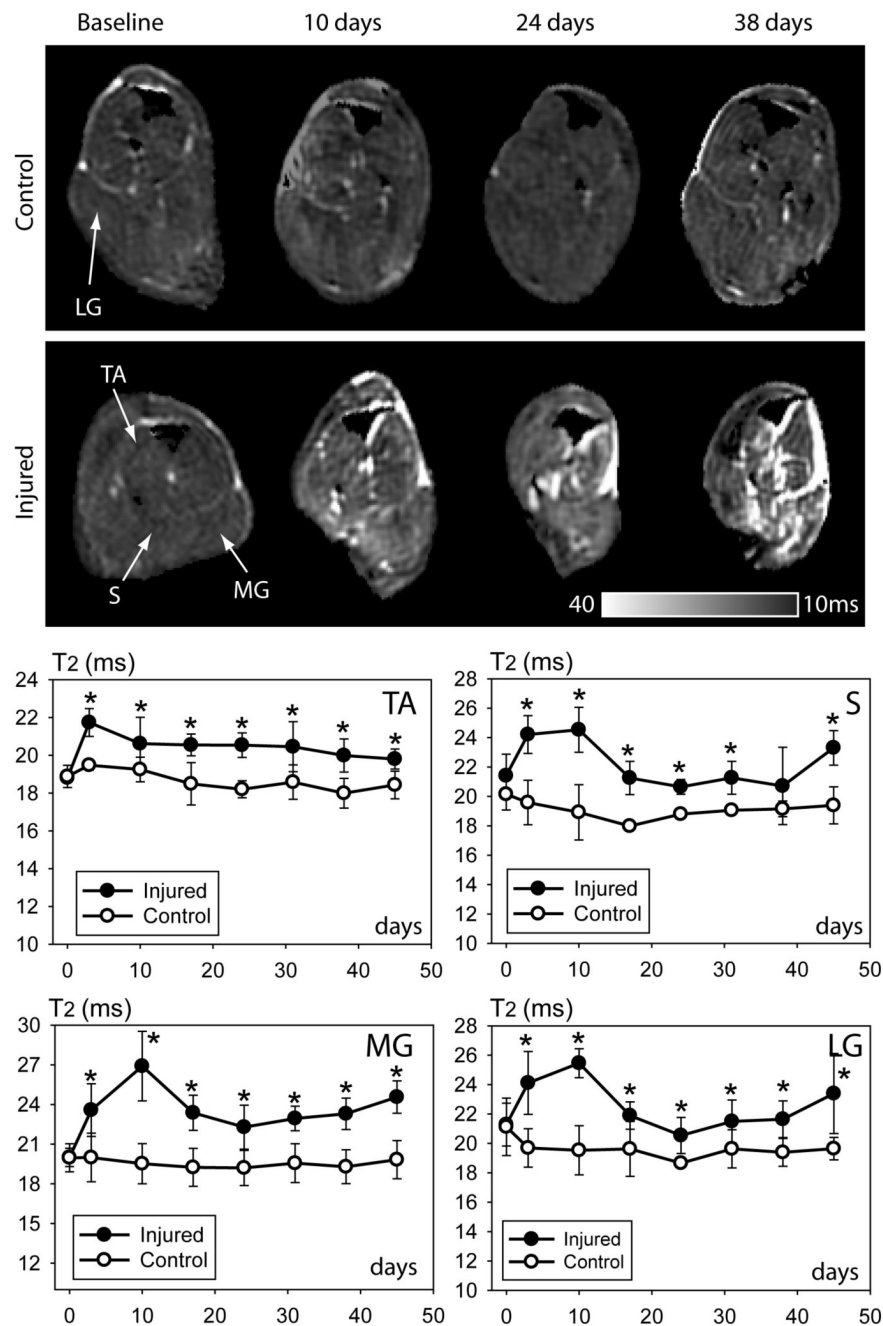 Baseline 10 days 24 days 38 days
Control
LG
Injured
TA
S
MG
40 10ms
T2 (ms)
TA
24
22
20
18
16
14
12
10
* * * * * * *
Injured
Control
days
0 10 20 30 40 50
T2 (ms)
S
28
26
24
22
20
18
16
14
12
10
* * * * * *
Injured
Control
days
0 10 20 30 40 50
T2 (ms)
MG
30
27
24
21
18
15
12
* * * * * * *
Injured
Control
days
0 10 20 30 40 50
T2 (ms)
LG
28
26
24
22
20
18
16
14
12
10
* * * * * * *
Injured
Control
days
0 10 20 30 40 50